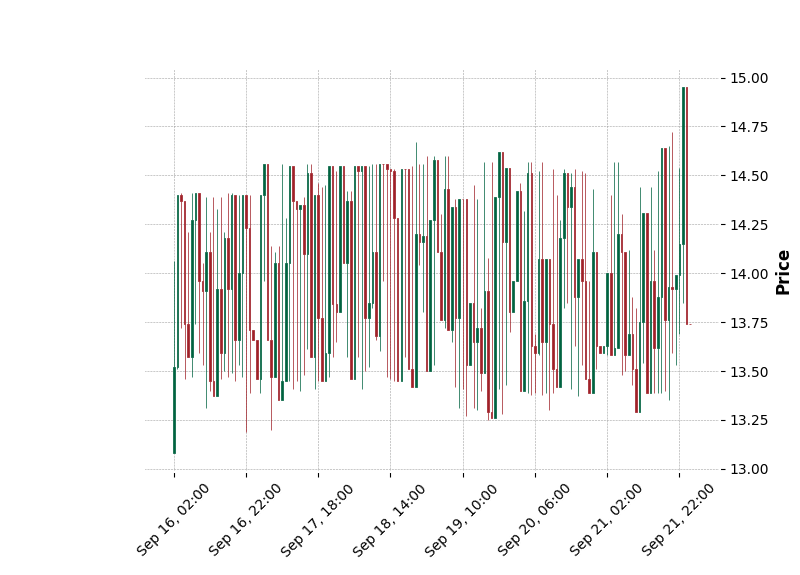 15.00
14.75
14.50
14.25
14.00
13.75
13.50
13.25
13.00
Price
Sep 16, 02:00
Sep 16, 22:00
Sep 17, 18:00
Sep 18, 14:00
Sep 19, 10:00
Sep 20, 06:00
Sep 21, 02:00
Sep 21, 22:00